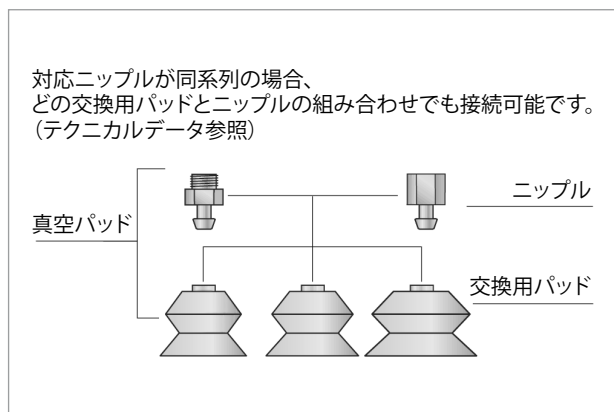 対応ニップルが同系列の場合、
どの交換用パッドとニップルの組み合わせでも接続可能です。
（テクニカルデータ参照）
ニップル
真空パッド
交換用パッド